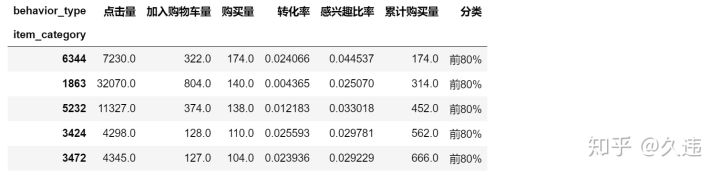 behavior_type 点击量 加入购物车量 购买量 转化率 感兴趣比率 累计购买量 分类
item_category
6344 7230.0 322.0 174.0 0.024066 0.044537 174.0 前80%
1863 32070.0 804.0 140.0 0.004365 0.025070 314.0 前80%
5232 11327.0 374.0 138.0 0.012183 0.033018 452.0 前80%
3424 4298.0 128.0 110.0 0.025593 0.029781 562.0 前80%
3472 4345.0 127.0 104.0 0.023936 0.029229 666.0 前80%
知乎 @久违